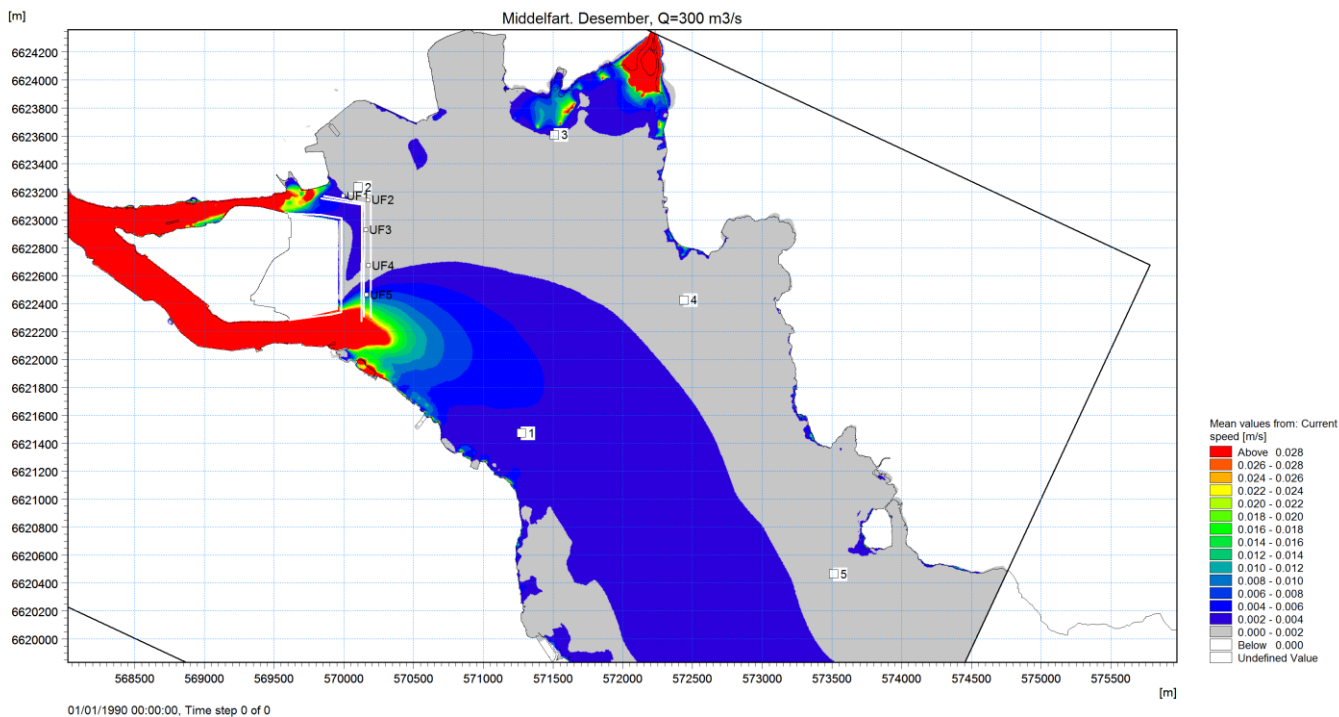 [m]
Middelfart. Desember, Q=300 m3/s
6624200
6624000
6623800
6623600
3
6623400
6623200
2
UF1
UF2
6623000
UF3
6622800
UF4
6622600
UF5
4
6622400
6622200
6622000
6621800
6621600
1
6621400
6621200
6621000
6620800
6620600
5
6620400
6620200
6620000
568500 569000 569500 570000 570500 571000 571500 572000 572500 573000 573500 574000 574500 575000 575500
[m]
01/01/1990 00:00:00, Time step 0 of 0
Mean values from: Current
speed [m/s]
Above 0.028
0.026 - 0.028
0.024 - 0.026
0.022 - 0.024
0.020 - 0.022
0.018 - 0.020
0.016 - 0.018
0.014 - 0.016
0.012 - 0.014
0.010 - 0.012
0.008 - 0.010
0.006 - 0.008
0.004 - 0.006
0.002 - 0.004
0.000 - 0.002
Below 0.000
Undefined Value